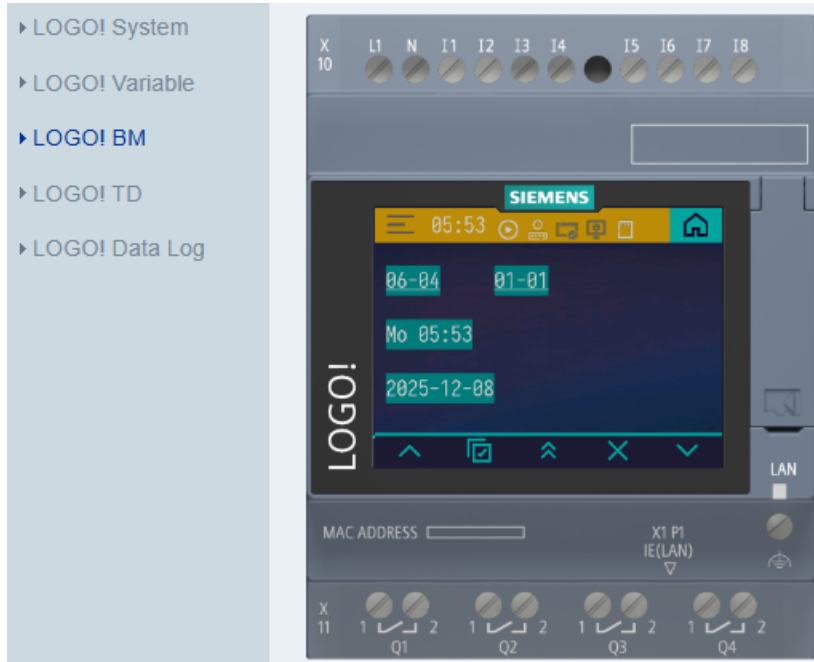 LOGO! System
LOGO! Variable
LOGO! BM
LOGO! TD
LOGO! Data Log
X 10
L1 N I1 I2 I3 I4 I5 I6 I7 I8
SIEMENS
05:53
06-04 01-01
Mo 05:53
2025-12-08
LOGO!
LAN
MAC ADDRESS
X1 P1
IE(LAN)
X 11
1 2 1 2 1 2 1 2
Q1 Q2 Q3 Q4